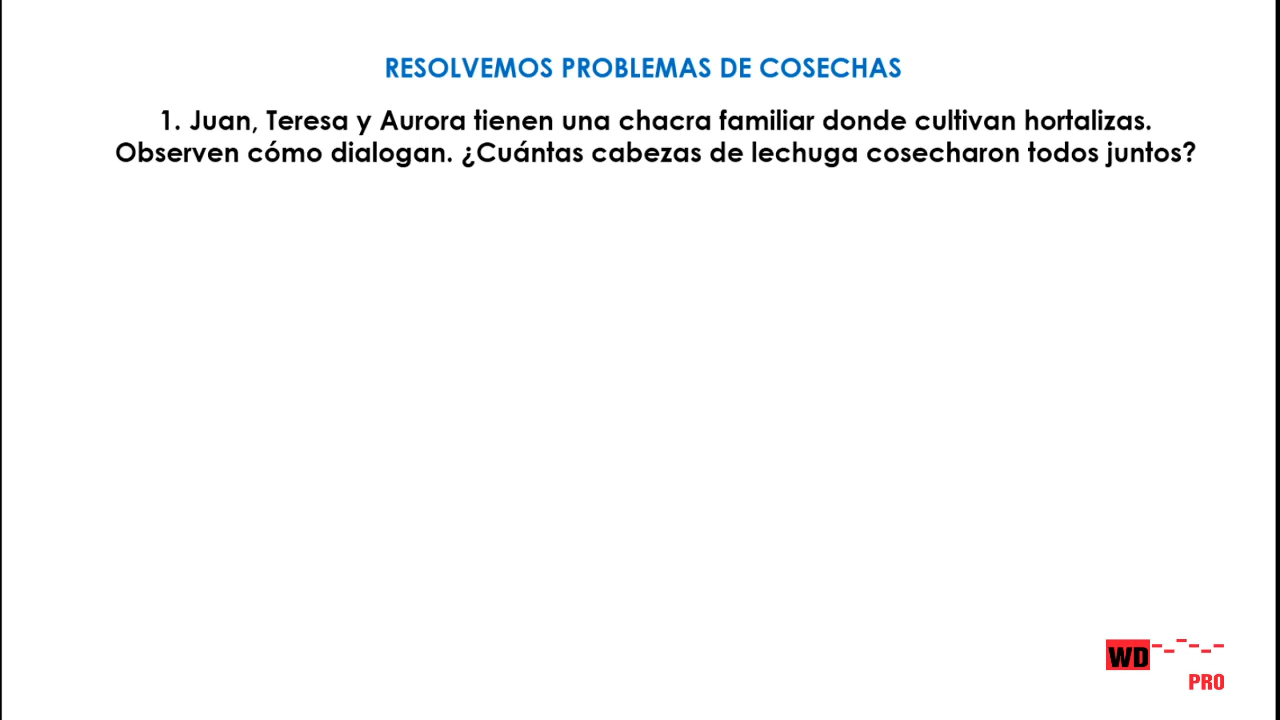 RESOLVEMOS PROBLEMAS DE COSECHAS
1. Juan, Teresa y Aurora tienen una chacra familiar donde cultivan hortalizas.
Observen cómo dialogan. ¿Cuántas cabezas de lechuga cosecharon todos juntos?
WD
PRO